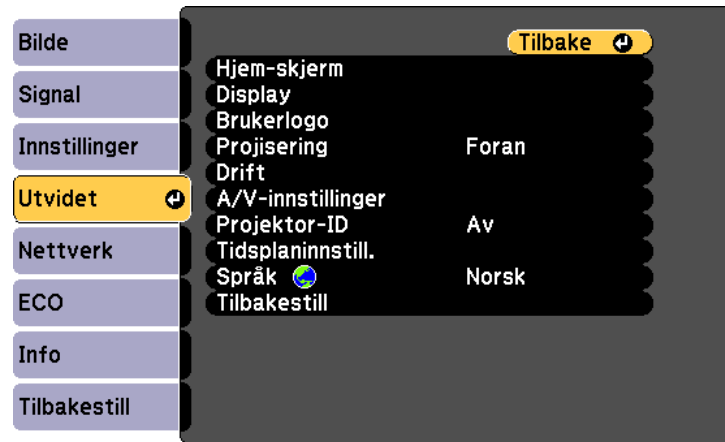 Bilde
Signal
Innstillinger
Utvidet
Nettverk
ECO
Info
Tilbakestill
Tilbake
Hjem-skjerm
Display
Brukerlogo
Projisering Foran
Drift
A/V-innstillinger
Projektor-ID Av
Tidsplaninnstill.
Språk Norsk
Tilbakestill